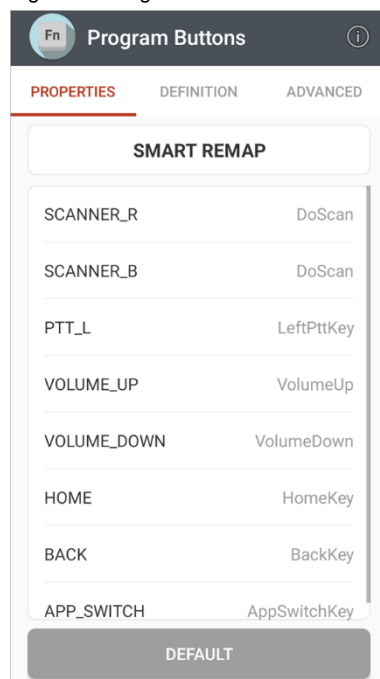 Fn Program Buttons
PROPERTIES DEFINITION ADVANCED
SMART REMAP
SCANNER_R DoScan
SCANNER_B DoScan
PTT_L LeftPttKey
VOLUME_UP VolumeUp
VOLUME_DOWN VolumeDown
HOME HomeKey
BACK BackKey
APP_SWITCH AppSwitchKey
DEFAULT